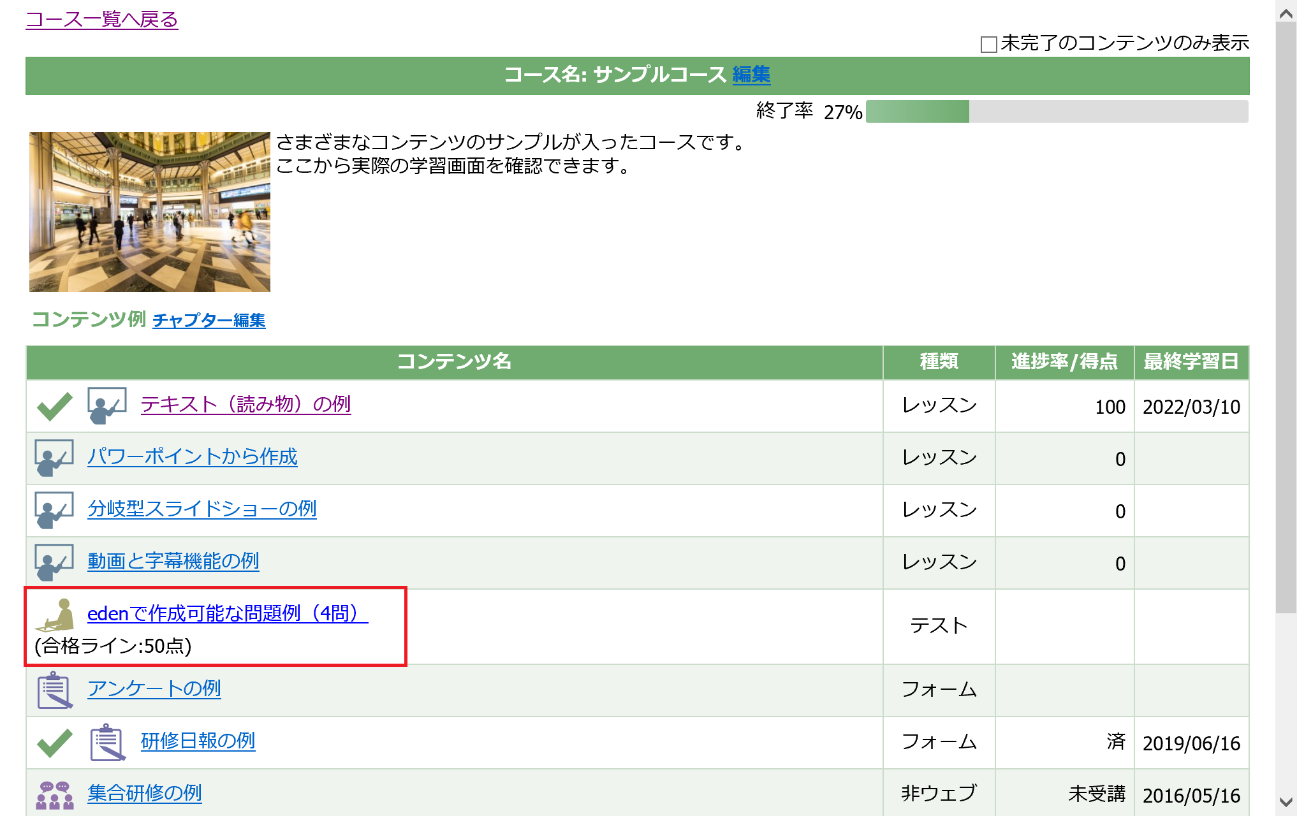 コース一覧へ戻る
未完了のコンテンツのみ表示
コース名: サンプルコース 編集
終了率 27%
さまざまなコンテンツのサンプルが入ったコースです。
ここから実際の学習画面を確認できます。
コンテンツ例 チャプター編集
コンテンツ名 種類 進捗率/得点 最終学習日
テキスト（読み物）の例 レッスン 100 2022/03/10
パワーポイントから作成 レッスン 0
分岐型スライドショーの例 レッスン 0
動画と字幕機能の例 レッスン 0
edenで作成可能な問題例（4問） テスト
(合格ライン:50点)
アンケートの例 フォーム
研修日報の例 フォーム 済 2019/06/16
集合研修の例 非ウェブ 未受講 2016/05/16